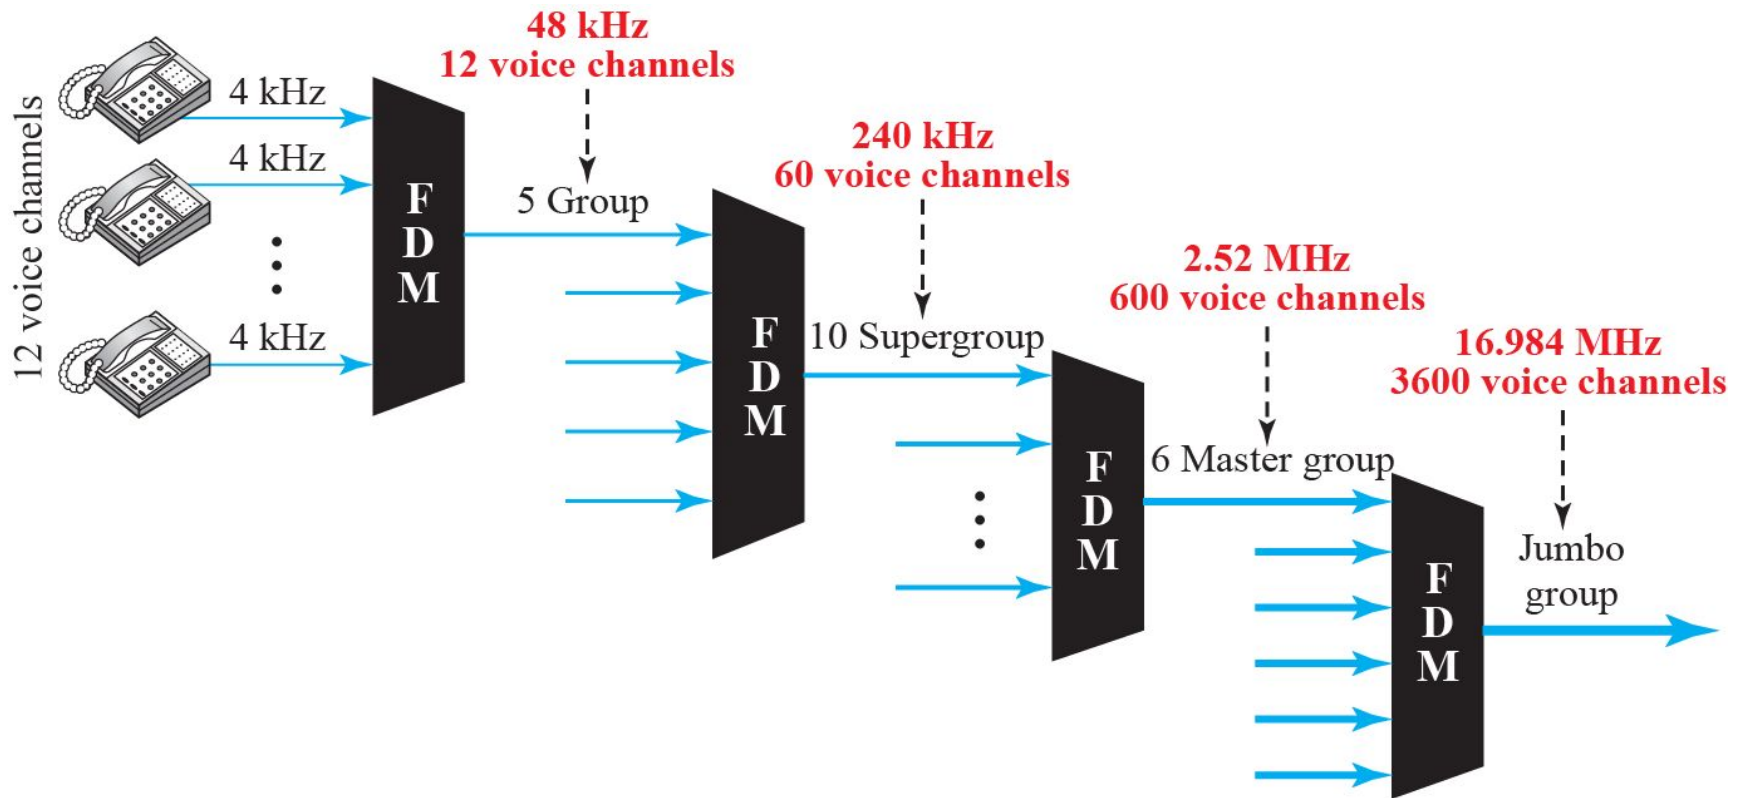 12 voice channels
4 kHz
4 kHz
4 kHz
FDM
48 kHz
12 voice channels
5 Group
FDM
240 kHz
60 voice channels
10 Supergroup
FDM
2.52 MHz
600 voice channels
6 Master group
FDM
16.984 MHz
3600 voice channels
Jumbo
group